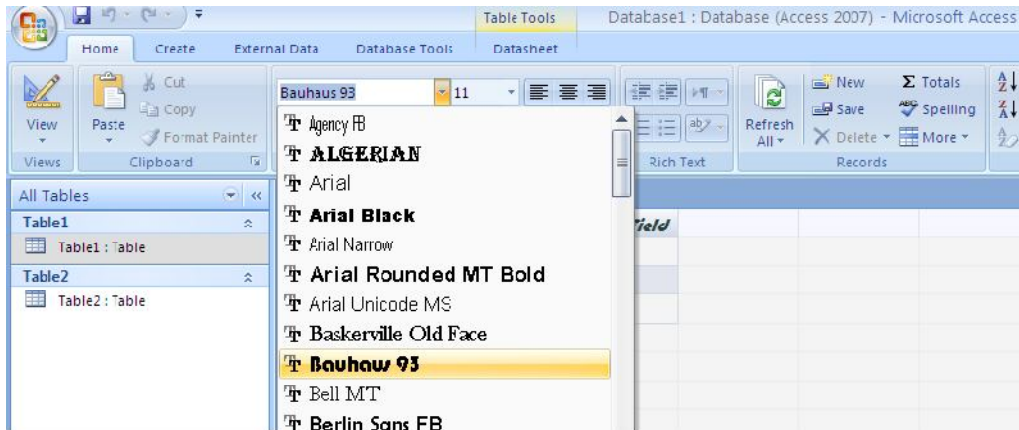 Table Tools Database1 : Database (Access 2007) - Microsoft Access
Home Create External Data Database Tools Datasheet
View
Views
Paste
Cut
Copy
Format Painter
Clipboard
Bauhaus 93 11
Rich Text
Refresh
All
New
Save
Delete
Totals
Spelling
More
Records
All Tables
Table1
Table1 : Table
Table2
Table2 : Table
Agency FB
ALGERIAN
Arial
Arial Black
Arial Narrow
Arial Rounded MT Bold
Arial Unicode MS
Baskerville Old Face
Bauhaus 93
Bell MT
Berlin Sans FB
Field